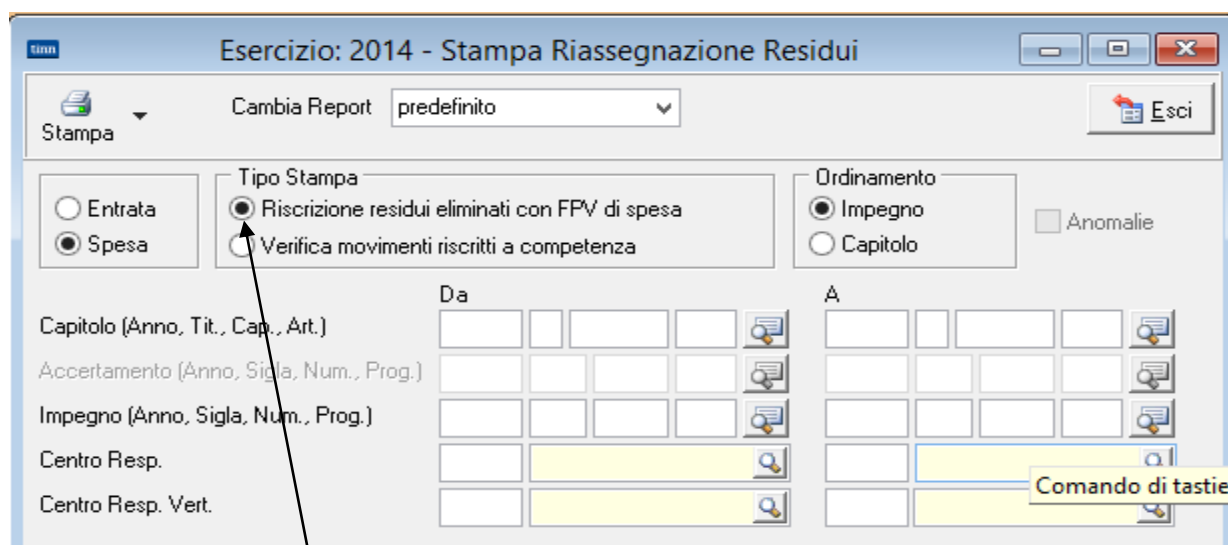 tinn Esercizio: 2014 - Stampa Riassegnazione Residui
Stampa Cambia Report predefinito Esci
Tipo Stampa Ordinamento
Entrata Riscrizione residui eliminati con FPV di spesa Impegno Anomalie
Spesa Verifica movimenti riscritti a competenza Capitolo
Da A
Capitolo (Anno, Tit., Cap., Art.)
Accertamento (Anno, Sigla, Num., Prog.)
Impegno (Anno, Sigla, Num., Prog.)
Centro Resp.
Comando di tastie
Centro Resp. Vert.